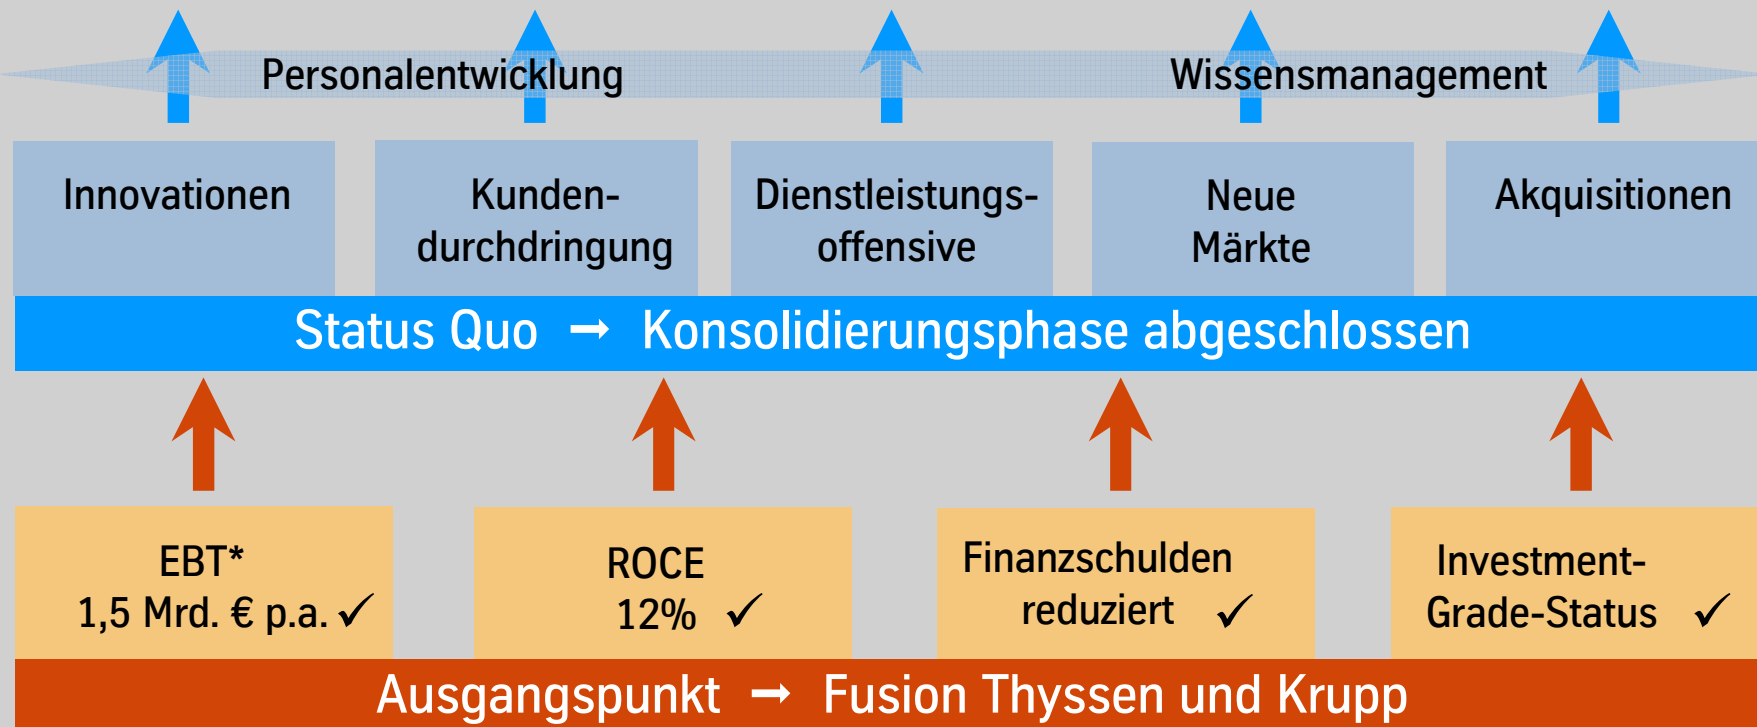 Personalentwicklung
Wissensmanagement
Innovationen
Kunden-
durchdringung
Dienstleistungs-
offensive
Neue
Märkte
Akquisitionen
Status Quo → Konsolidierungsphase abgeschlossen
EBT*
1,5 Mrd. € p.a. ✓
ROCE
12% ✓
Finanzschulden
reduziert ✓
Investment-
Grade-Status ✓
Ausgangspunkt → Fusion Thyssen und Krupp